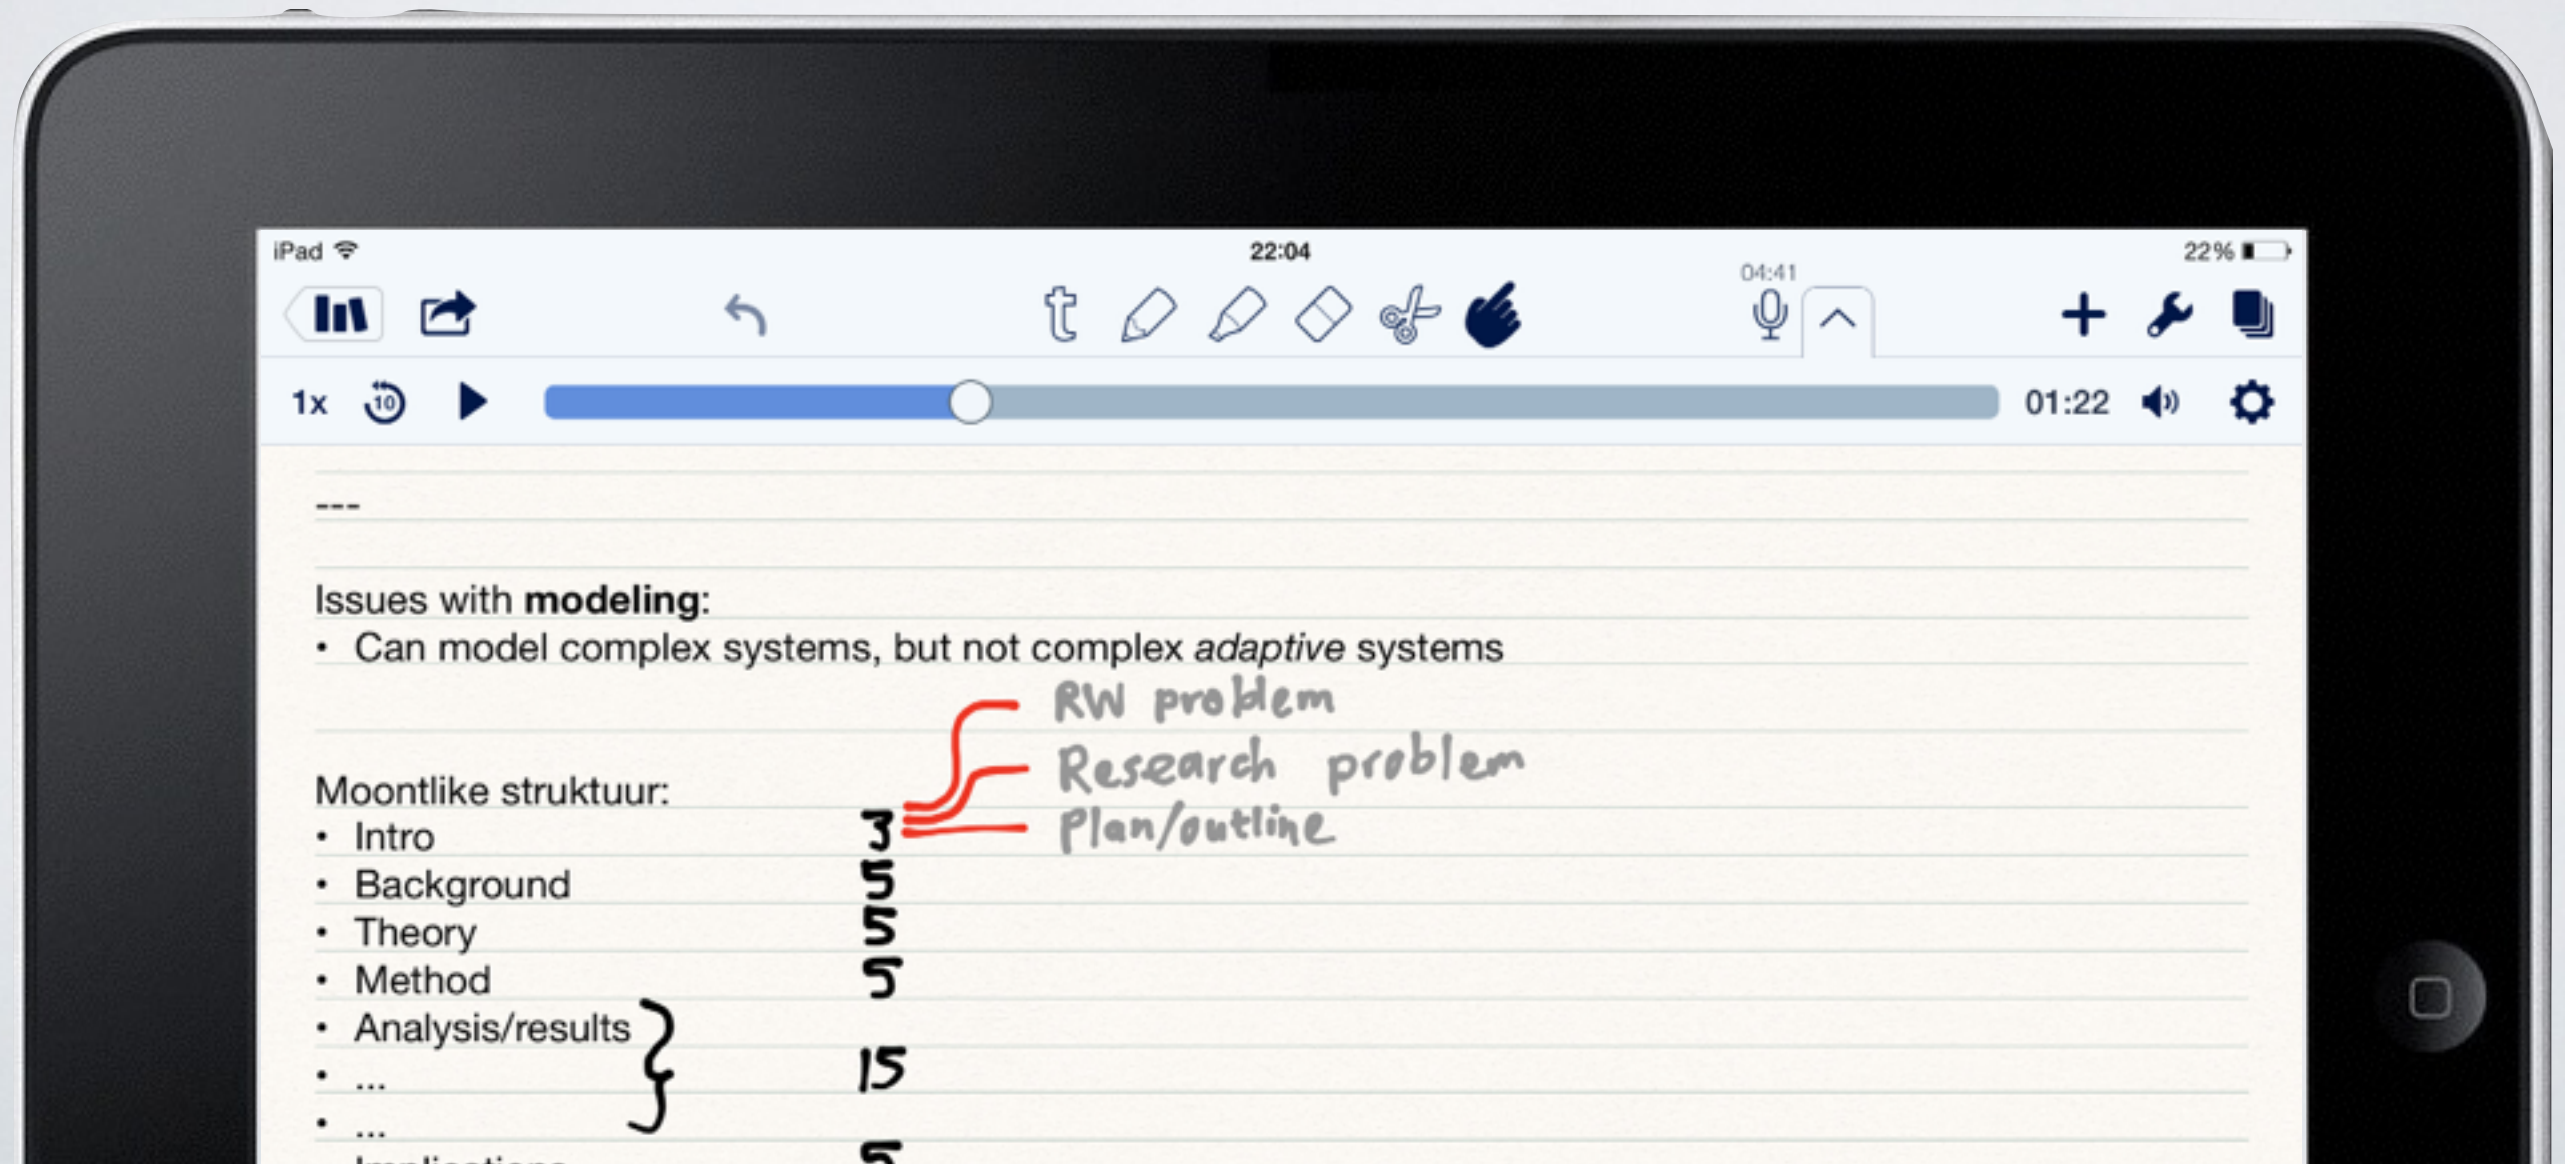 iPad 22:04 22%
04:41
t
1x 10 01:22
---
Issues with modeling:
• Can model complex systems, but not complex adaptive systems
RW problem
Research problem
Moontlike struktuur:
• Intro 3 Plan/outline
• Background 5
• Theory 5
• Method 5
• Analysis/results
• ... 15
• ...
Implications 5